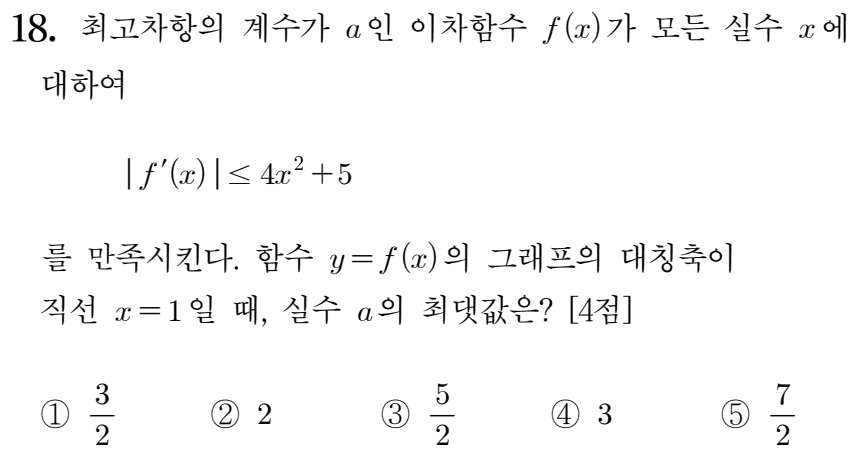 18. 최고차항의 계수가 a인 이차함수 f(x)가 모든 실수 x에
대하여
|f′(x)| ≤ 4x²+5
를 만족시킨다. 함수 y=f(x)의 그래프의 대칭축이
직선 x=1일 때, 실수 a의 최댓값은? [4점]
① 3/2 ② 2 ③ 5/2 ④ 3 ⑤ 7/2